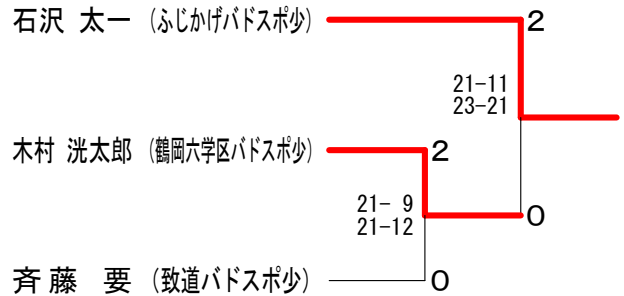 石沢 太一 (ふじかげバドスポ少) 2
21-11
23-21
木村 洸太郎 (鶴岡六学区バドスポ少) 2
21- 9
21-12
0
斉藤 要 (致道バドスポ少) 0